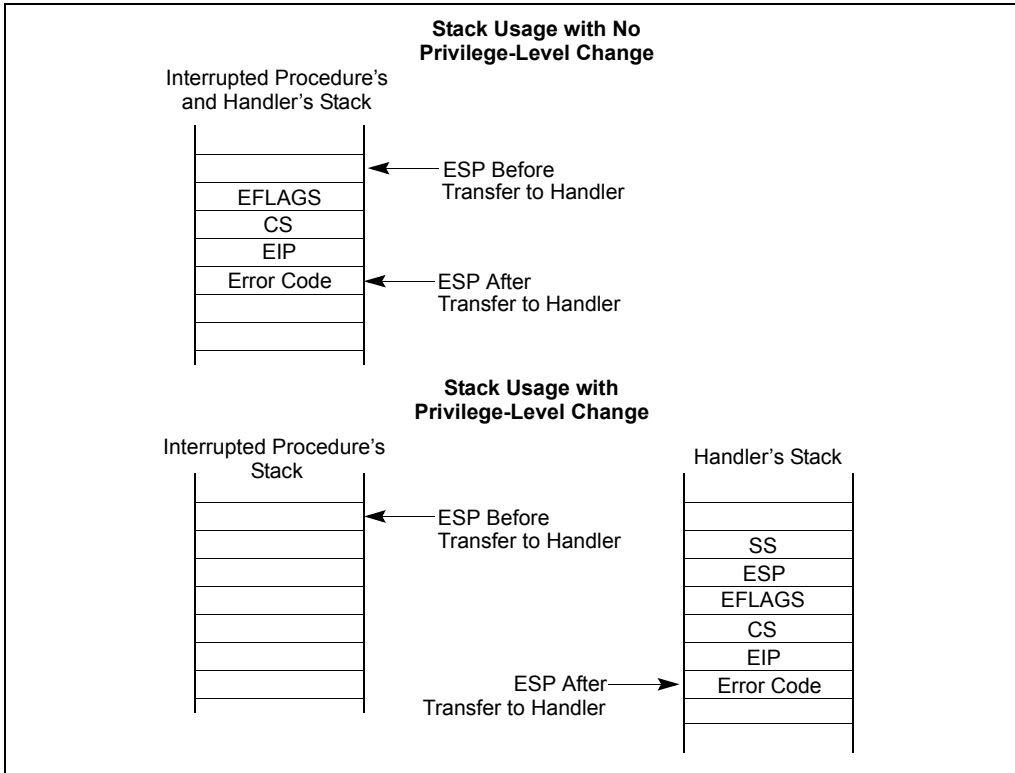 Stack Usage with No
Privilege-Level Change
Interrupted Procedure's
and Handler's Stack
ESP Before
Transfer to Handler
EFLAGS
CS
EIP
Error Code
ESP After
Transfer to Handler
Stack Usage with
Privilege-Level Change
Interrupted Procedure's
Stack
Handler's Stack
ESP Before
Transfer to Handler
SS
ESP
EFLAGS
CS
EIP
ESP After
Transfer to Handler
Error Code